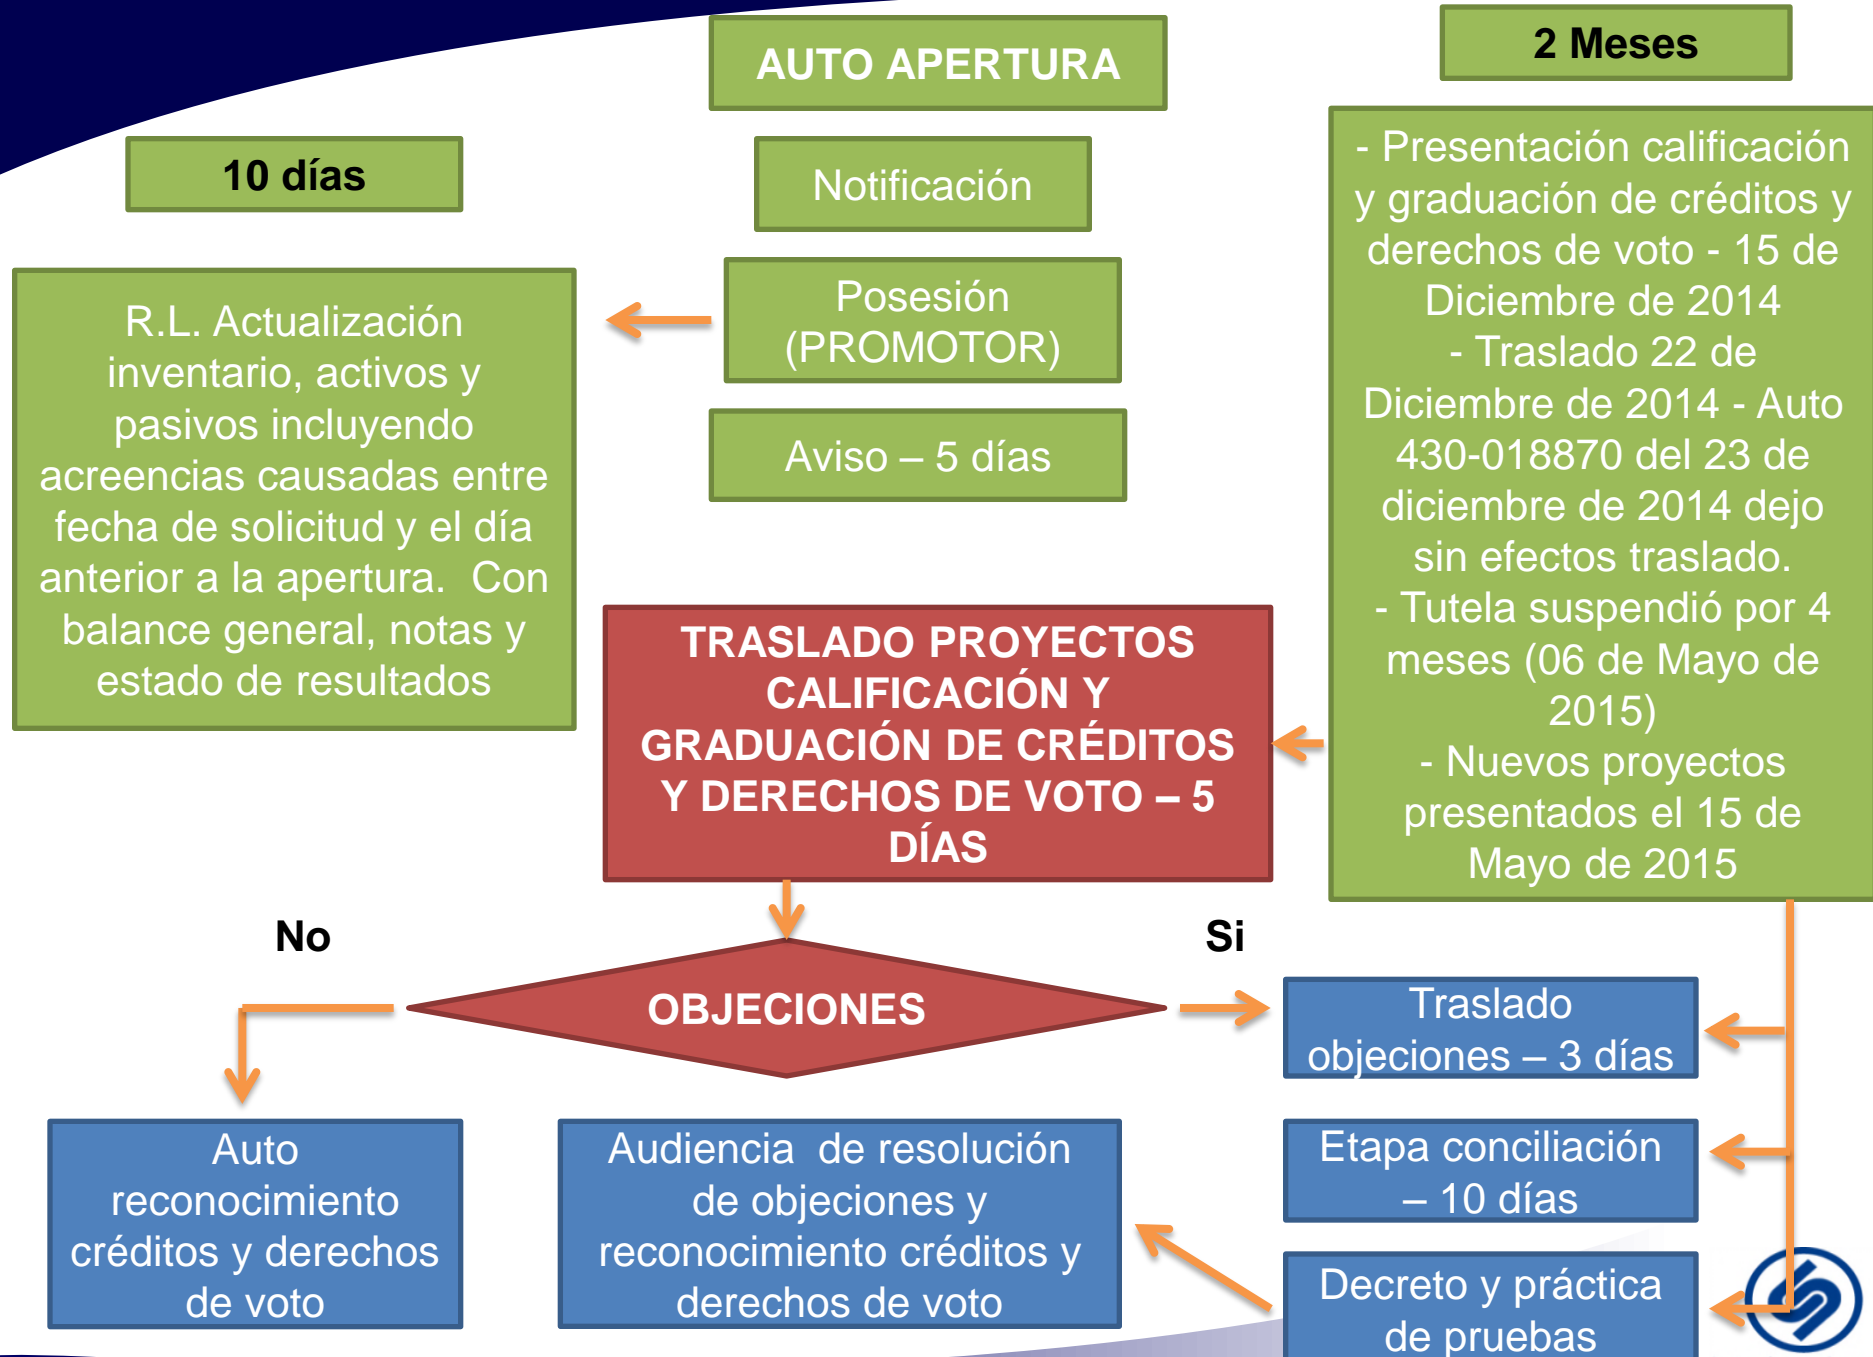 AUTO APERTURA
2 Meses
10 días
Notificación
Posesión
(PROMOTOR)
Aviso – 5 días
R.L. Actualización
inventario, activos y
pasivos incluyendo
acreencias causadas entre
fecha de solicitud y el día
anterior a la apertura.  Con
balance general, notas y
estado de resultados
- Presentación calificación
y graduación de créditos y
derechos de voto - 15 de
Diciembre de 2014
- Traslado 22 de
Diciembre de 2014 - Auto
430-018870 del 23 de
diciembre de 2014 dejo
sin efectos traslado.
- Tutela suspendió por 4
meses (06 de Mayo de
2015)
- Nuevos proyectos
presentados el 15 de
Mayo de 2015
TRASLADO PROYECTOS
CALIFICACIÓN Y
GRADUACIÓN DE CRÉDITOS
Y DERECHOS DE VOTO – 5
DÍAS
No
Si
OBJECIONES
Traslado
objeciones – 3 días
Auto
reconocimiento
créditos y derechos
de voto
Audiencia  de resolución
de objeciones y
reconocimiento créditos y
derechos de voto
Etapa conciliación
– 10 días
Decreto y práctica
de pruebas